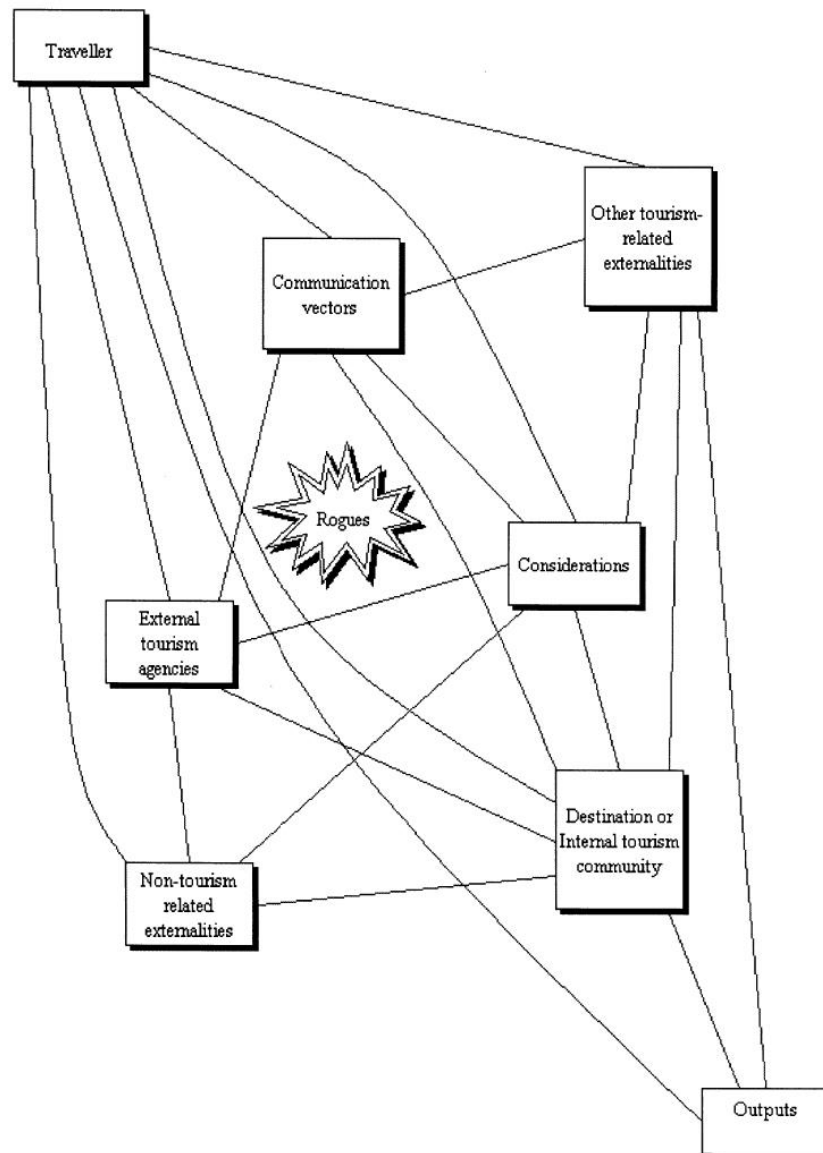 Traveller
Other tourism-
related
externalities
Communication
vectors
Rogues
Considerations
External
tourism
agencies
Destination or
Internal tourism
community
Non-tourism
related
externalities
Outputs